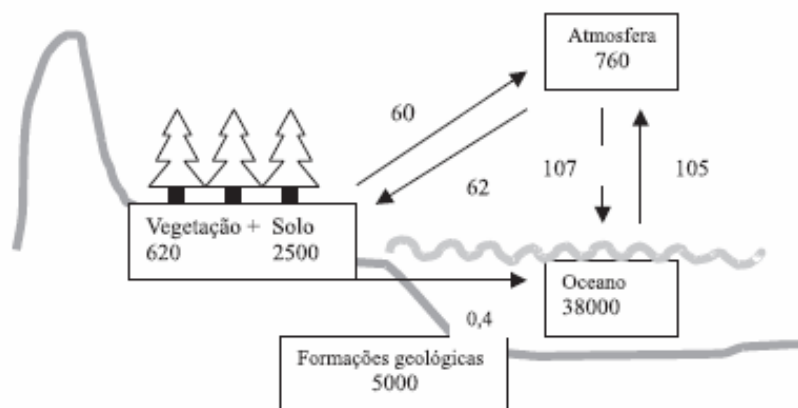 Atmosfera
760
60
62
107
105
Vegetação + Solo
620 2500
Oceano
38000
0,4
Formações geológicas
5000